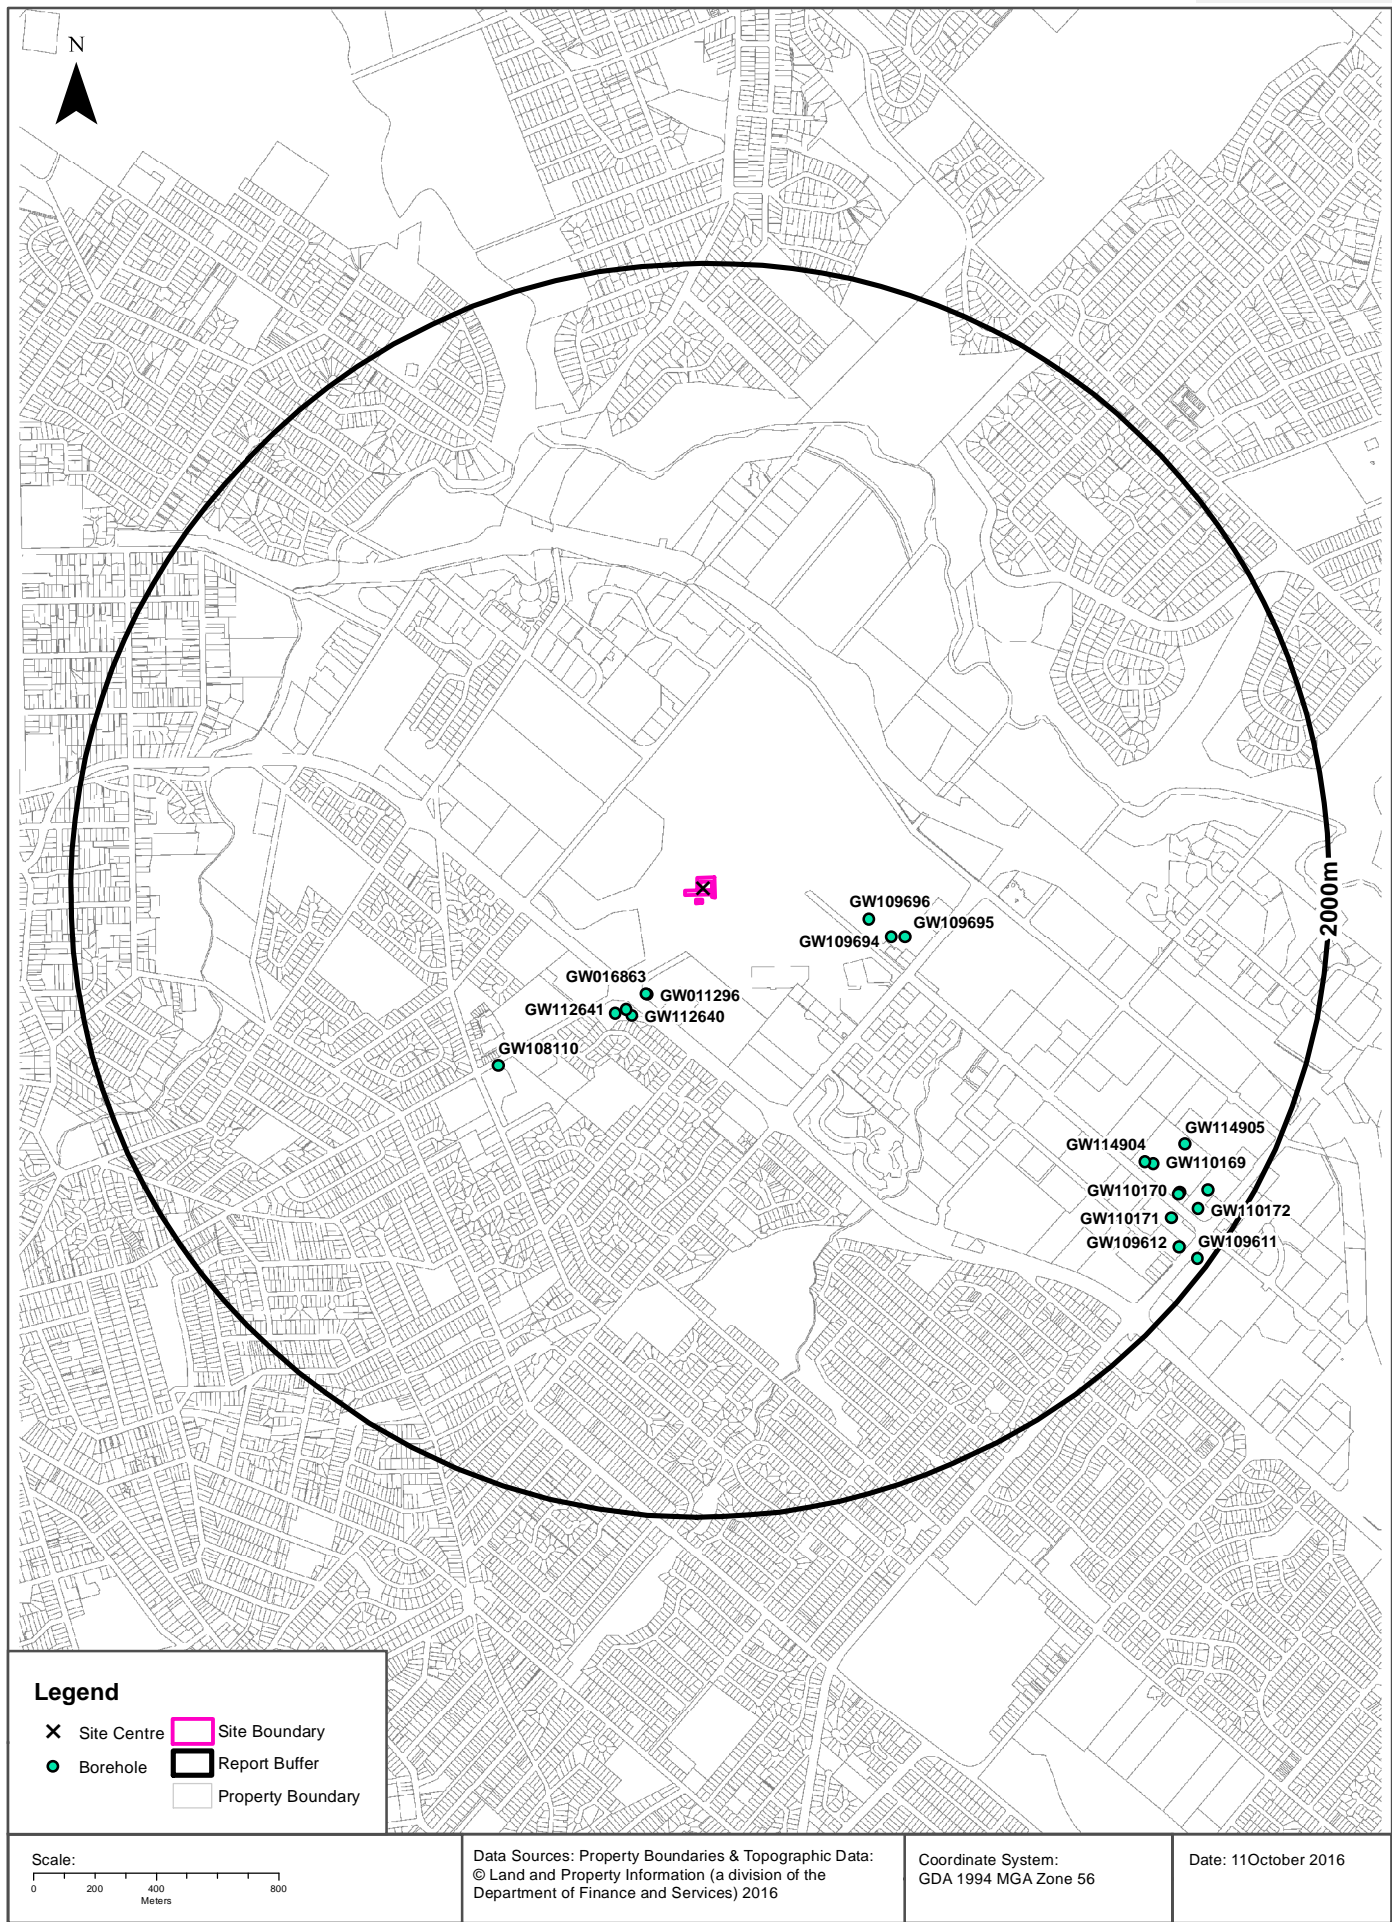 N
2000m
GW109696
GW109695
GW109694
GW016863
GW011296
GW112641
GW112640
GW108110
GW114905
GW114904
GW110169
GW110170
GW110172
GW110171
GW109612
GW109611
Legend
Site Centre
Site Boundary
Borehole
Report Buffer
Property Boundary
Scale:
0 200 400 800
Meters
Data Sources: Property Boundaries & Topographic Data:
© Land and Property Information (a division of the
Department of Finance and Services) 2016
Coordinate System:
GDA 1994 MGA Zone 56
Date: 11October 2016